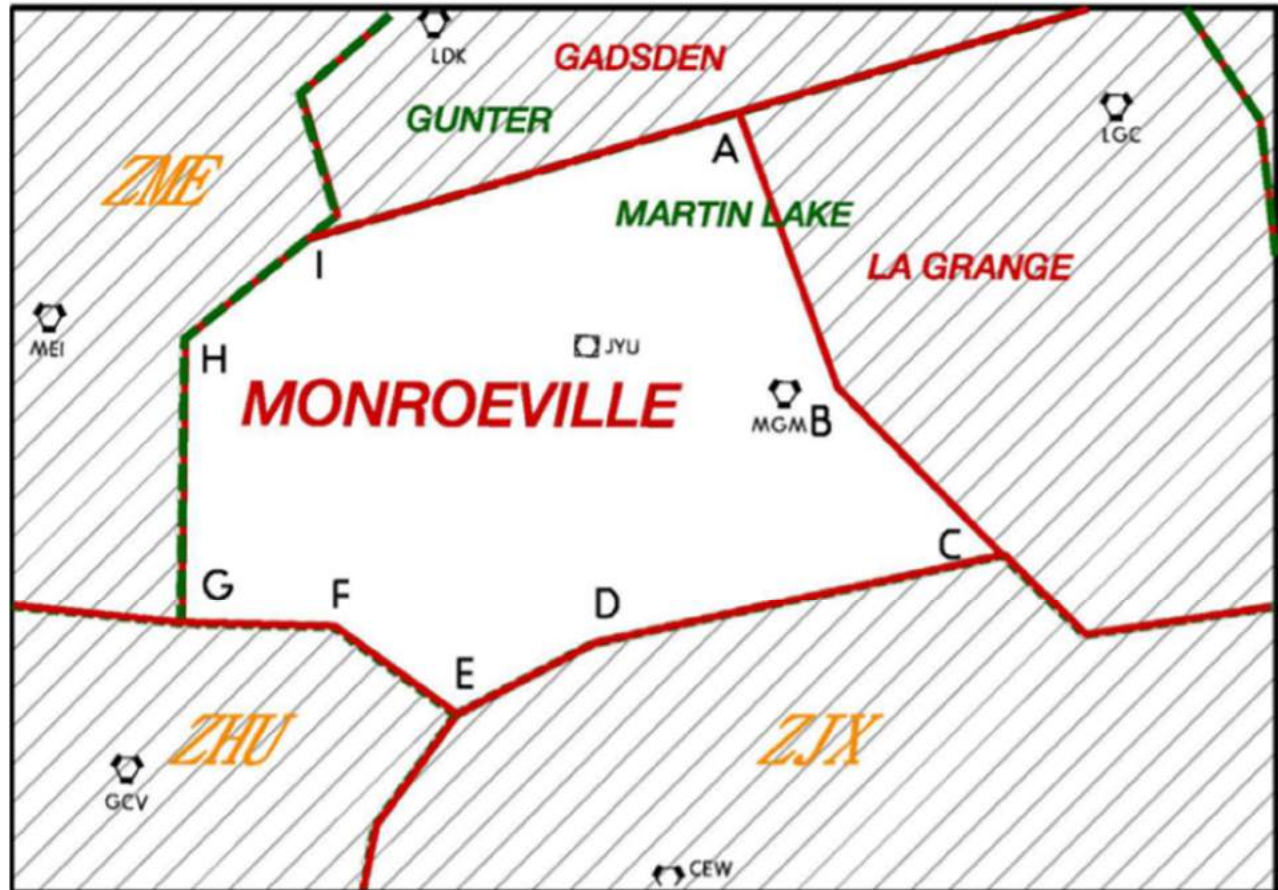 LDK
GADSDEN
GUNTER
LGC
A
ZME
MARTIN LAKE
LA GRANGE
I
MEI
H
JYU
MONROEVILLE
MGM
B
C
G
F
D
E
ZHU
ZJX
GCV
CEW